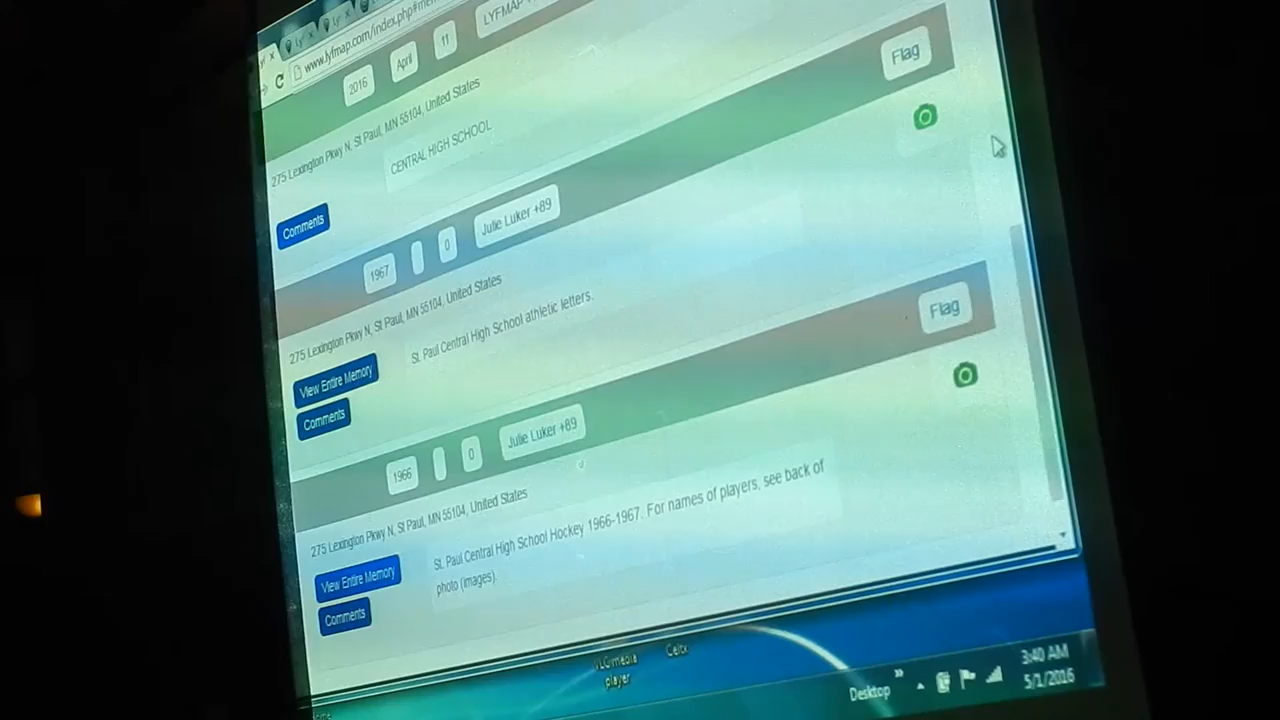 www.lyfmap.com/index.php#me
2016 April 11 LYFMAP
275 Lexington Pkwy N, St Paul, MN 55104, United States
CENTRAL HIGH SCHOOL
Flag
Comments
1967 0 Julie Luker +89
275 Lexington Pkwy N, St Paul, MN 55104, United States
St. Paul Central High School athletic letters.
Flag
View Entire Memory
Comments
1966 0 Julie Luker +89
275 Lexington Pkwy N, St Paul, MN 55104, United States
St. Paul Central High School Hockey 1966-1967. For names of players, see back of
photo (images).
View Entire Memory
Comments
VLC media
player
Celtx
Desktop
3:40 AM
5/1/2016